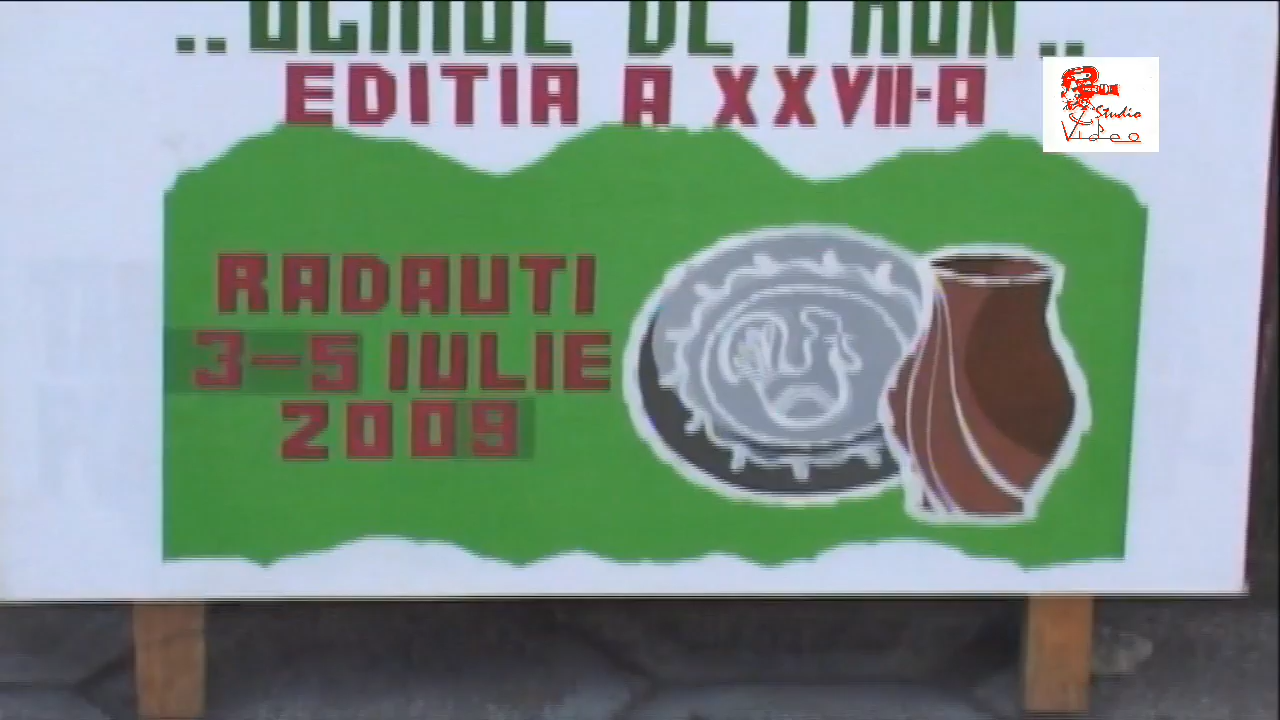 EDITIA A XXVII-A
RADAUTI
3-5 IULIE
2009
Studio
Video